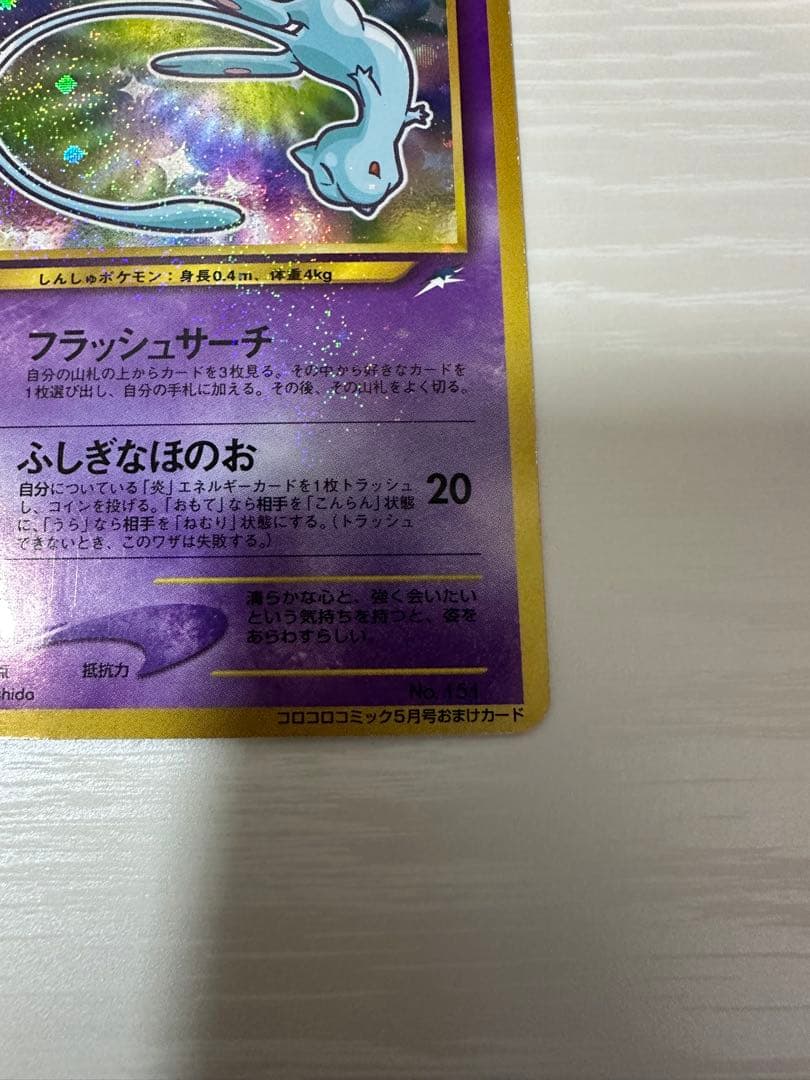 しんしゅポケモン：身長0.4m、体重4kg
フラッシュサーチ
自分の山札の上からカードを3枚見る。その中から好きなカードを
1枚選び出し、自分の手札に加える。その後、その山札をよく切る。
ふしぎなほのお
自分についている「炎」エネルギーカードを1枚トラッシュ
し、コインを投げる。「おもて」なら相手を「こんらん」状態
に、「うら」なら相手を「ねむり」状態にする。（トラッシュ
できないとき、このワザは失敗する。）
20
清らかな心と、強く会いたい
という気持ちを持つと、姿を
あらわすらしい。
点
抵抗力
shida
No. 151
コロコロコミック5月号おまけカード